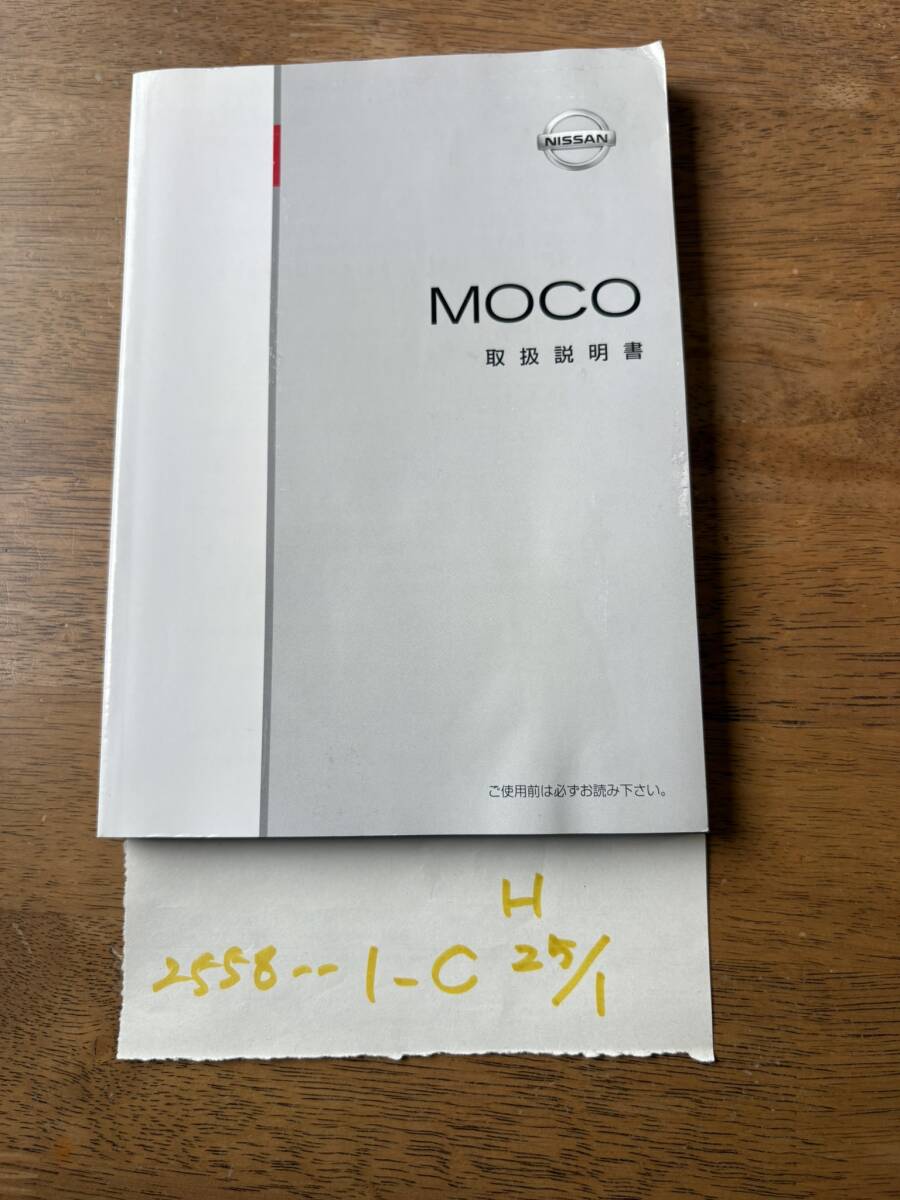 NISSAN
MOCO
取扱説明書
ご使用前は必ずお読み下さい。
H
2558--1-C 25/1